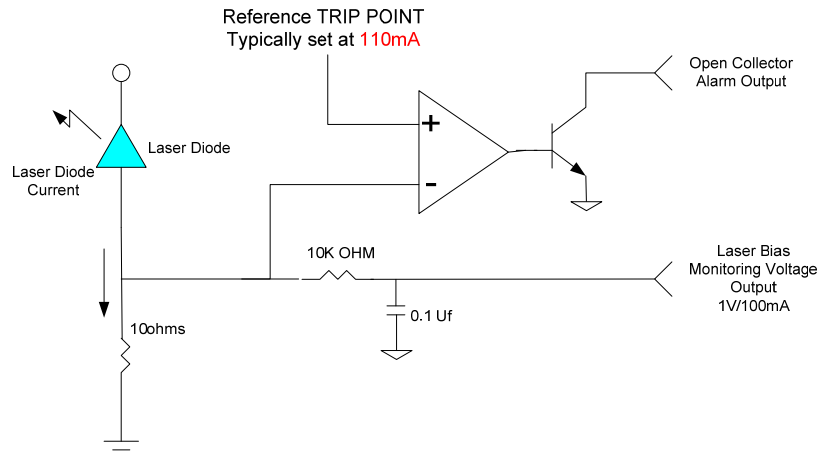 Reference TRIP POINT
Typically set at 110mA
Open Collector
Alarm Output
+
Laser Diode
Laser Diode
Current
-
10K OHM
Laser Bias
Monitoring Voltage
Output
1V/100mA
0.1 Uf
10ohms